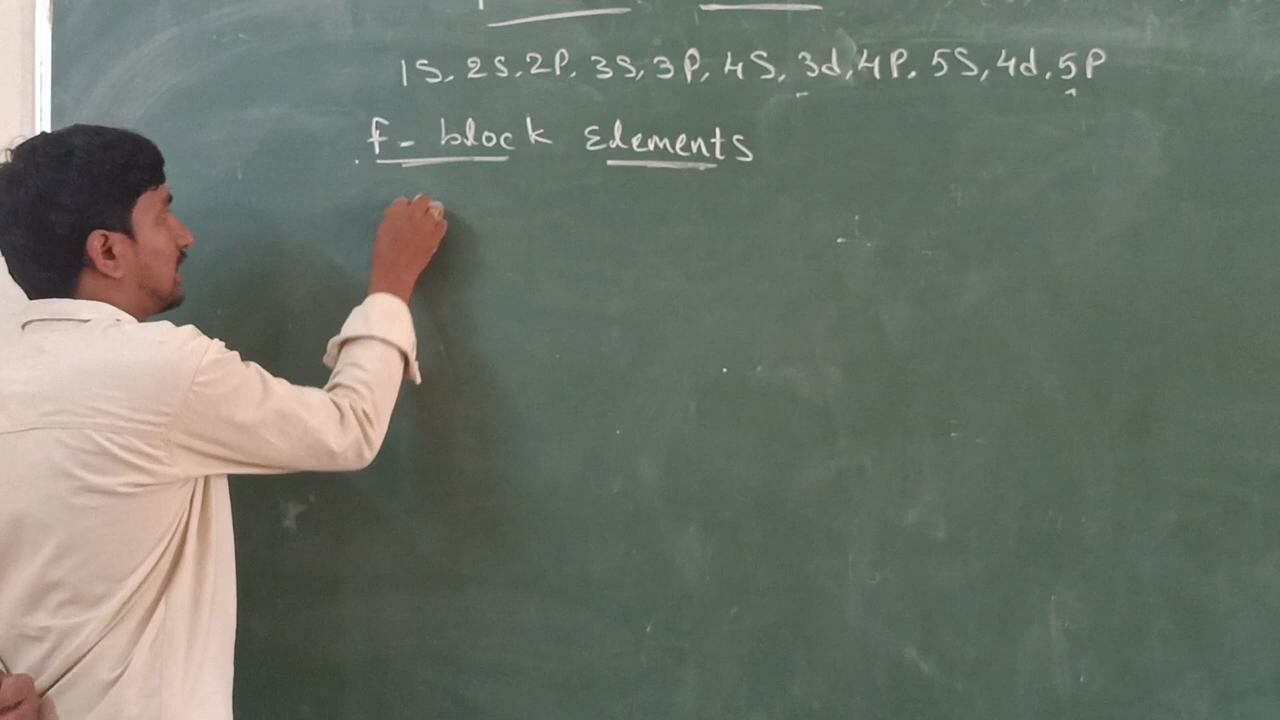 1S, 2S, 2P, 3S, 3P, 4S, 3d, 4P, 5S, 4d, 5P
f - block Elements